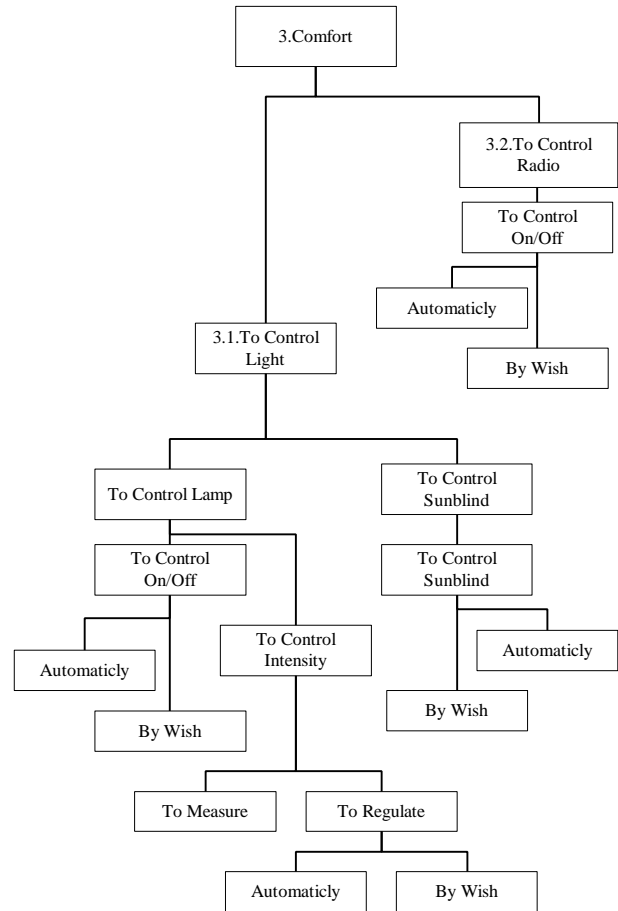 3.Comfort
3.2.To Control
Radio
To Control
On/Off
Automaticly
By Wish
3.1.To Control
Light
To Control Lamp
To Control
On/Off
Automaticly
By Wish
To Control
Intensity
To Measure
To Regulate
Automaticly
By Wish
To Control
Sunblind
To Control
Sunblind
Automaticly
By Wish